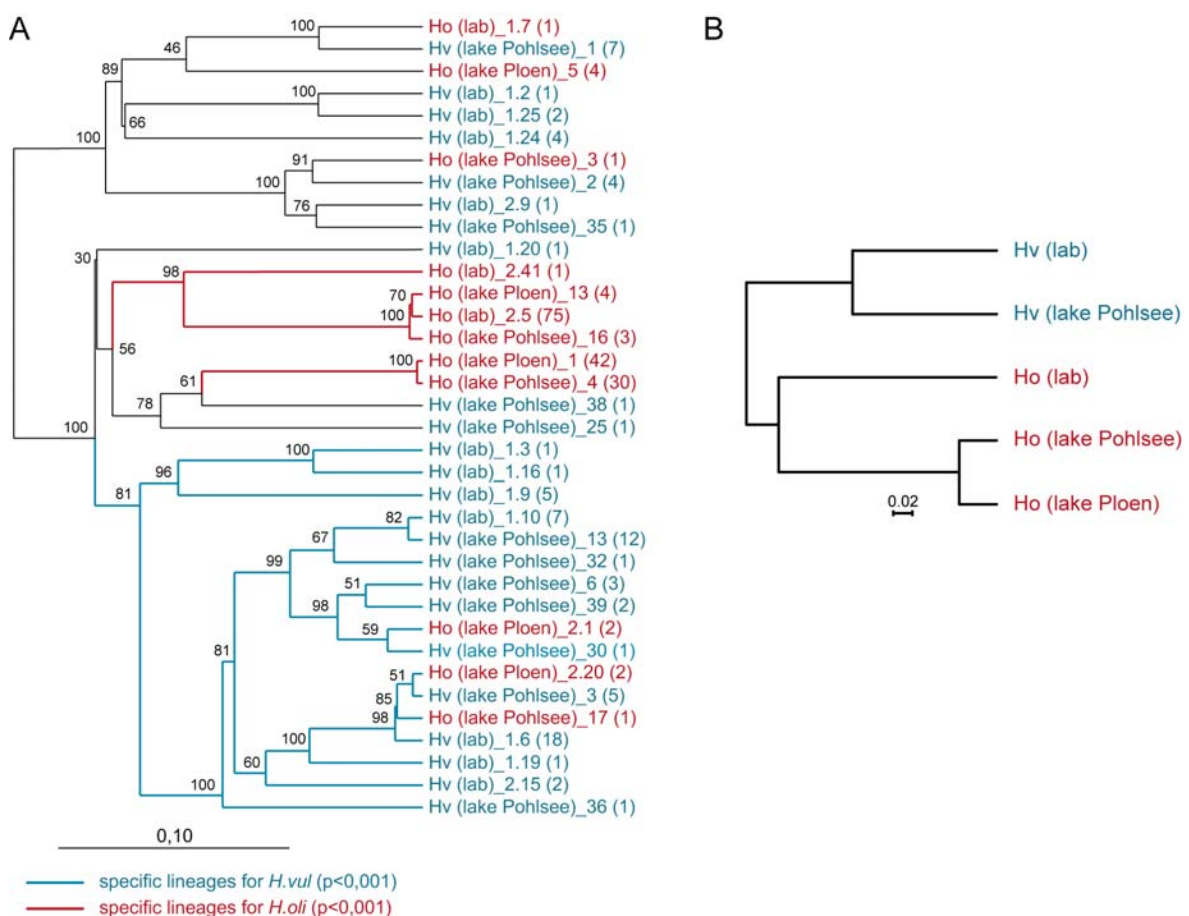 A
B
100
Ho (lab)_1.7 (1)
46
Hv (lake Pohlsee)_1 (7)
89
Ho (lake Ploen)_5 (4)
100
Hv (lab)_1.2 (1)
66
Hv (lab)_1.25 (2)
100
Hv (lab)_1.24 (4)
91
Ho (lake Pohlsee)_3 (1)
100
Hv (lake Pohlsee)_2 (4)
76
Hv (lab)_2.9 (1)
Hv (lake Pohlsee)_35 (1)
30
Hv (lab)_1.20 (1)
98
Ho (lab)_2.41 (1)
70
Ho (lake Ploen)_13 (4)
100
Ho (lab)_2.5 (75)
Ho (lake Pohlsee)_16 (3)
56
100
Ho (lake Ploen)_1 (42)
61
Ho (lake Pohlsee)_4 (30)
78
Hv (lake Pohlsee)_38 (1)
100
Hv (lake Pohlsee)_25 (1)
100
Hv (lab)_1.3 (1)
96
Hv (lab)_1.16 (1)
81
Hv (lab)_1.9 (5)
82
Hv (lab)_1.10 (7)
67
Hv (lake Pohlsee)_13 (12)
99
Hv (lake Pohlsee)_32 (1)
51
Hv (lake Pohlsee)_6 (3)
98
Hv (lake Pohlsee)_39 (2)
59
Ho (lake Ploen)_2.1 (2)
81
Hv (lake Pohlsee)_30 (1)
51
Ho (lake Ploen)_2.20 (2)
85
Hv (lake Pohlsee)_3 (5)
98
Ho (lake Pohlsee)_17 (1)
100
Hv (lab)_1.6 (18)
60
Hv (lab)_1.19 (1)
100
Hv (lab)_2.15 (2)
Hv (lake Pohlsee)_36 (1)
0,10
specific lineages for H.vul (p<0,001)
specific lineages for H.oli (p<0,001)
Hv (lab)
Hv (lake Pohlsee)
Ho (lab)
Ho (lake Pohlsee)
Ho (lake Ploen)
0.02